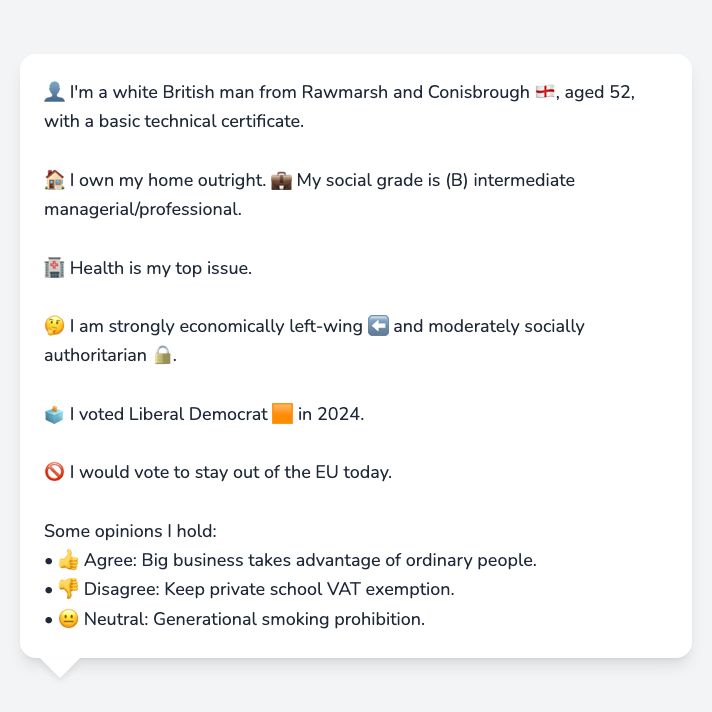 👤 I'm a white British man from Rawmarsh and Conisbrough 🏴󠁧󠁢󠁥󠁮󠁧󠁿, aged 52,
with a basic technical certificate.
🏠 I own my home outright. 💼 My social grade is (B) intermediate
managerial/professional.
🏥 Health is my top issue.
🤔 I am strongly economically left-wing ⬅️ and moderately socially
authoritarian 🔒.
🗳️ I voted Liberal Democrat 🟧 in 2024.
🚫 I would vote to stay out of the EU today.
Some opinions I hold:
• 👍 Agree: Big business takes advantage of ordinary people.
• 👎 Disagree: Keep private school VAT exemption.
• 😐 Neutral: Generational smoking prohibition.